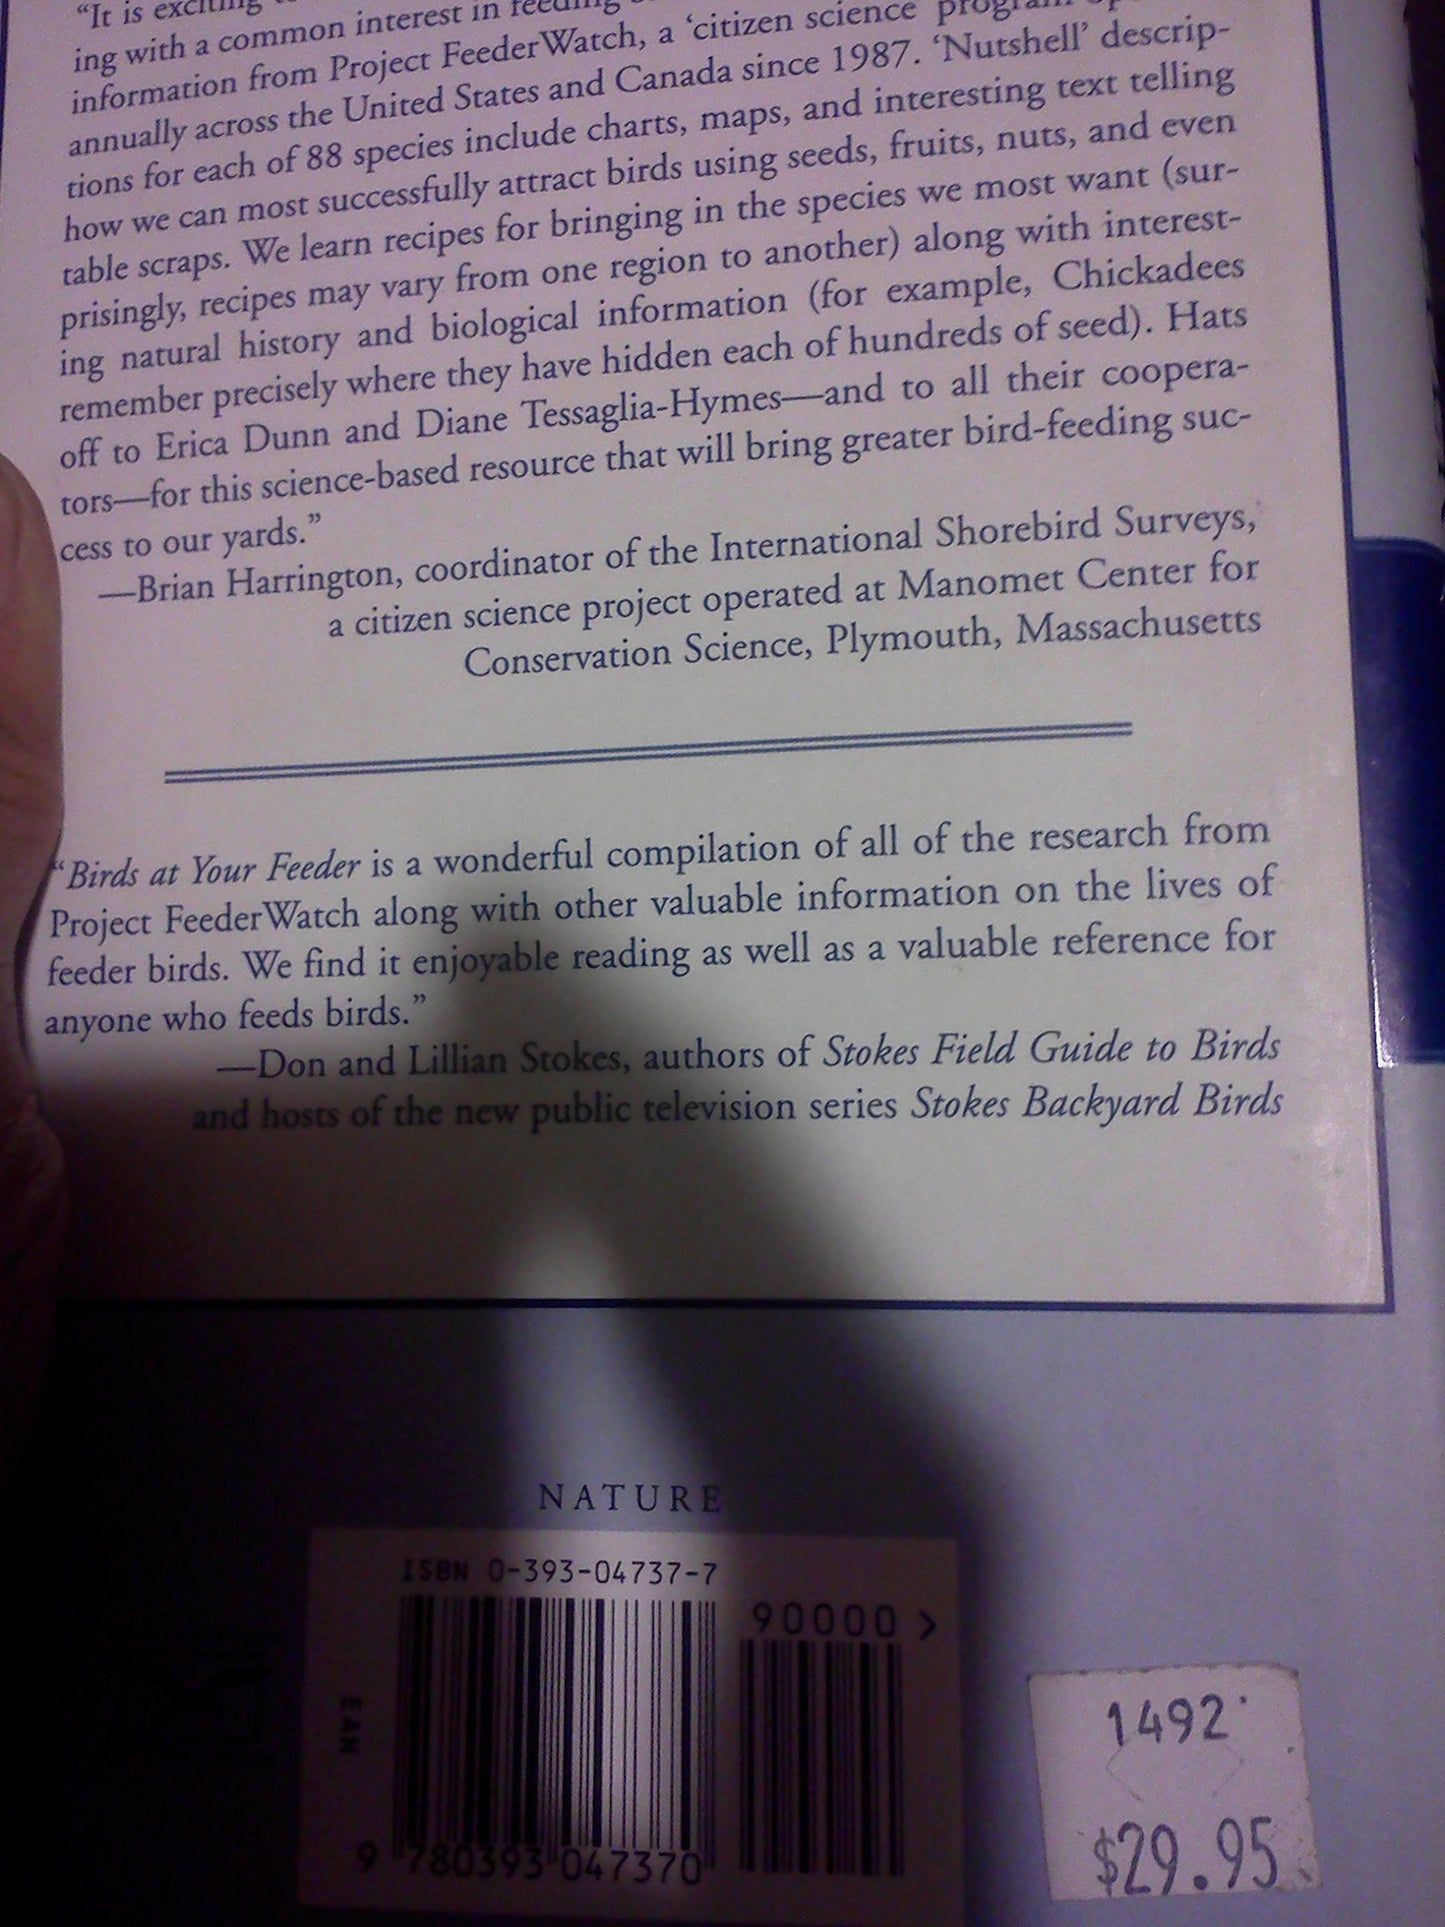 "It is exciting
ing with a common interest in feeding
information from Project FeederWatch, a 'citizen science' program
annually across the United States and Canada since 1987. 'Nutshell' descrip-
tions for each of 88 species include charts, maps, and interesting text telling
how we can most successfully attract birds using seeds, fruits, nuts, and even
table scraps. We learn recipes for bringing in the species we most want (sur-
prisingly, recipes may vary from one region to another) along with interest-
ing natural history and biological information (for example, Chickadees
remember precisely where they have hidden each of hundreds of seed). Hats
off to Erica Dunn and Diane Tessaglia-Hymes—and to all their coopera-
tors—for this science-based resource that will bring greater bird-feeding suc-
cess to our yards."
—Brian Harrington, coordinator of the International Shorebird Surveys,
a citizen science project operated at Manomet Center for
Conservation Science, Plymouth, Massachusetts
"Birds at Your Feeder is a wonderful compilation of all of the research from
Project FeederWatch along with other valuable information on the lives of
feeder birds. We find it enjoyable reading as well as a valuable reference for
anyone who feeds birds."
—Don and Lillian Stokes, authors of Stokes Field Guide to Birds
and hosts of the new public television series Stokes Backyard Birds
NATURE
ISBN 0-393-04737-7
90000 >
EAN
9 780393 047370
1492
$29.95